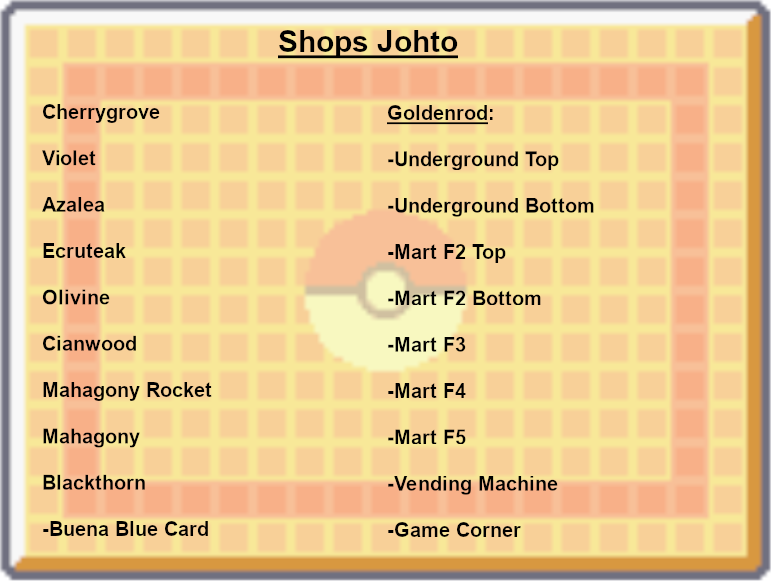 Shops Johto
Cherrygrove
Violet
Azalea
Ecruteak
Olivine
Cianwood
Mahagony Rocket
Mahagony
Blackthorn
-Buena Blue Card
Goldenrod:
-Underground Top
-Underground Bottom
-Mart F2 Top
-Mart F2 Bottom
-Mart F3
-Mart F4
-Mart F5
-Vending Machine
-Game Corner